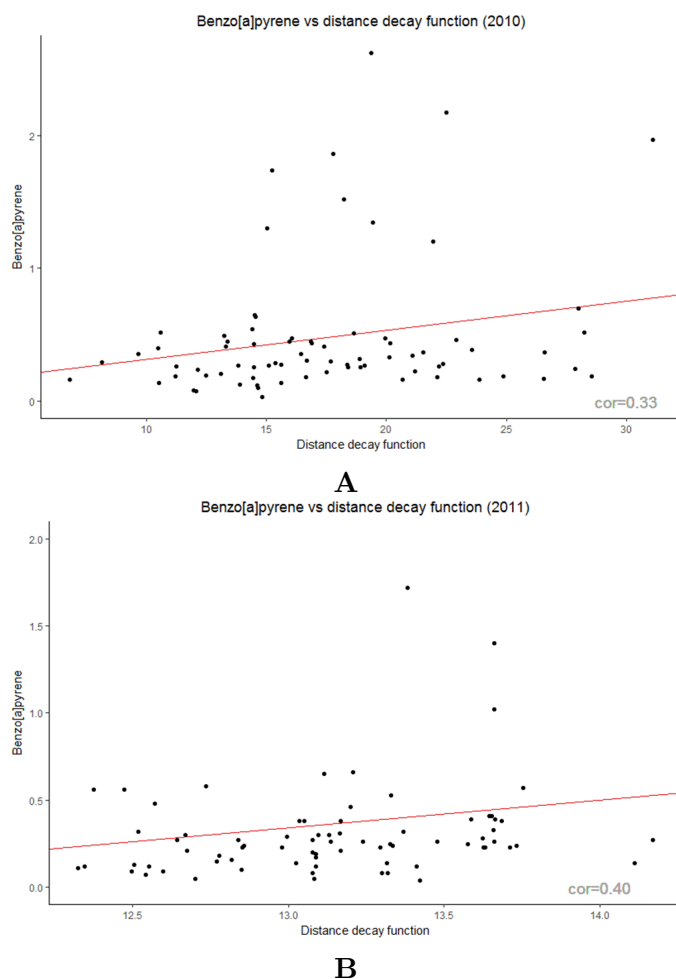 Benzo[a]pyrene vs distance decay function (2010)
2
1
0
Benzo[a]pyrene
10 15 20 25 30
Distance decay function
cor=0.33
A
Benzo[a]pyrene vs distance decay function (2011)
2.0
1.5
1.0
0.5
0.0
Benzo[a]pyrene
12.5 13.0 13.5 14.0
Distance decay function
cor=0.40
B